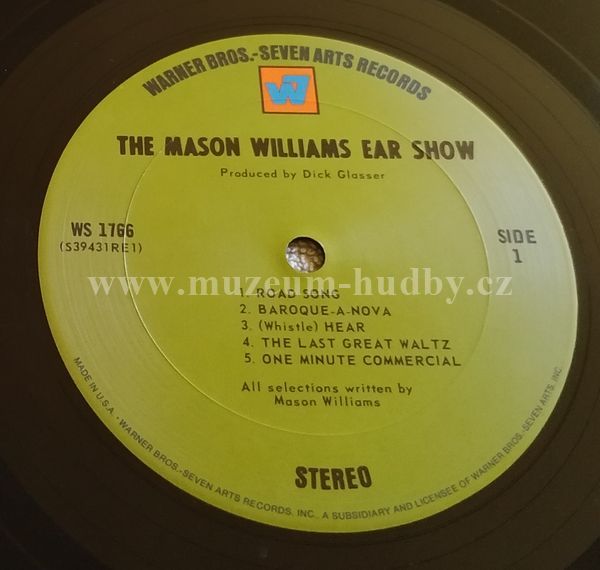 WARNER BROS.-SEVEN ARTS RECORDS
W7
THE MASON WILLIAMS EAR SHOW
Produced by Dick Glasser
WS 1766
(S39431RE1)
SIDE
1
www.muzeum-hudby.cz
1. ROAD SONG
2. BAROQUE-A-NOVA
3. (Whistle) HEAR
4. THE LAST GREAT WALTZ
5. ONE MINUTE COMMERCIAL
All selections written by
Mason Williams
STEREO
MADE IN U.S.A. • WARNER BROS.-SEVEN ARTS RECORDS, INC., A SUBSIDIARY AND LICENSEE OF WARNER BROS.-SEVEN ARTS, INC.